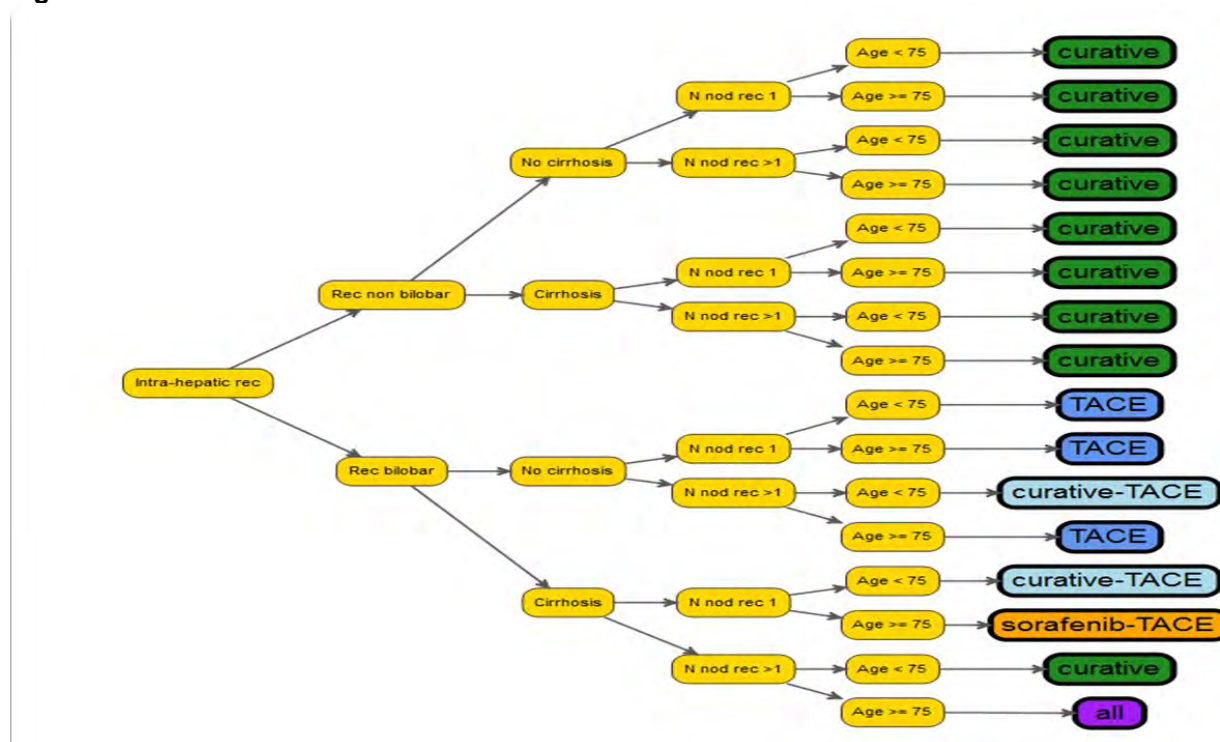 Age < 75
curative
N nod rec 1
Age >= 75
curative
Age < 75
curative
No cirrhosis
N nod rec >1
Age >= 75
curative
Age < 75
curative
N nod rec 1
Age >= 75
curative
Rec non bilobar
Cirrhosis
N nod rec >1
Age < 75
curative
Age >= 75
curative
Intra-hepatic rec
Age < 75
TACE
N nod rec 1
Age >= 75
TACE
Rec bilobar
No cirrhosis
N nod rec >1
Age < 75
curative-TACE
Age >= 75
TACE
Age < 75
curative-TACE
Cirrhosis
N nod rec 1
Age >= 75
sorafenib-TACE
N nod rec >1
Age < 75
curative
Age >= 75
all